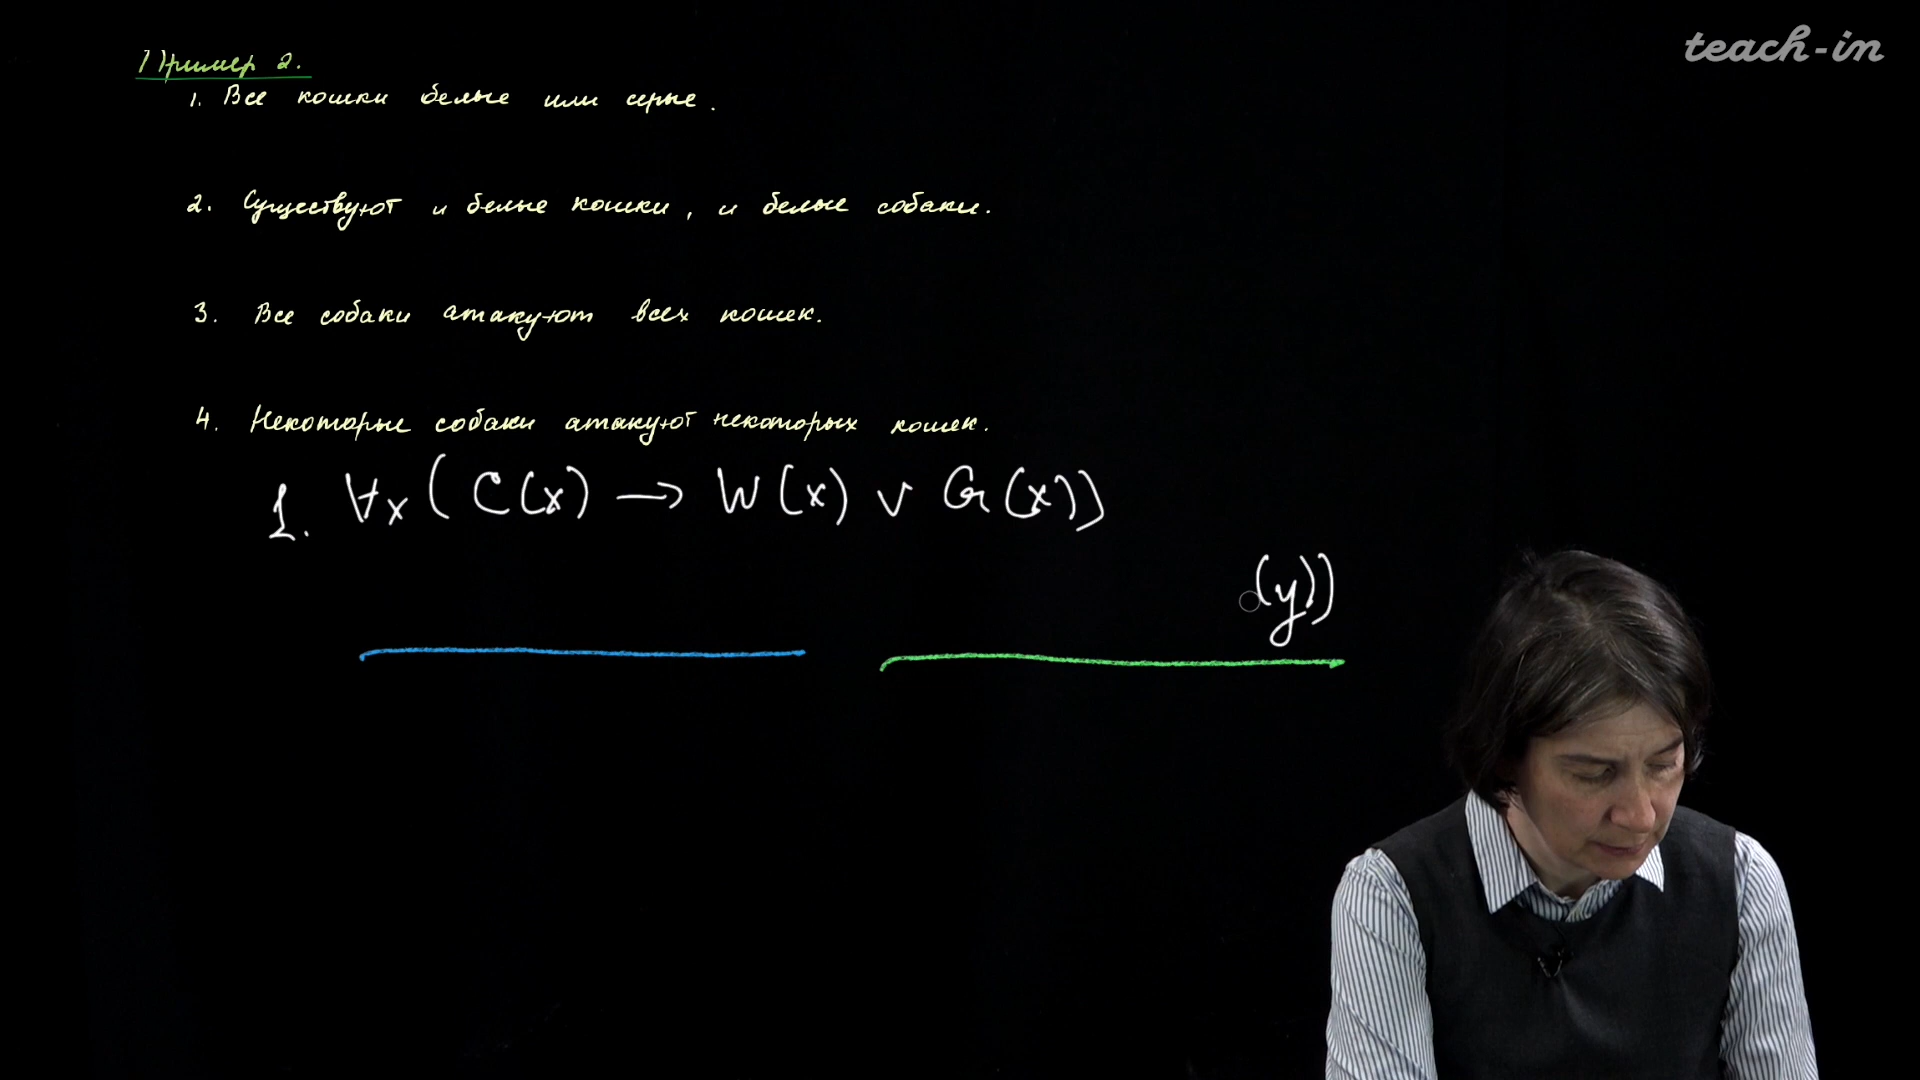 teach-in
Пример 2.
1. Все кошки белые или серые.
2. Существуют и белые кошки, и белые собаки.
3. Все собаки атакуют всех кошек.
4. Некоторые собаки атакуют некоторых кошек.
1. ∀x (C(x) → W(x) ∨ G(x))
(y))